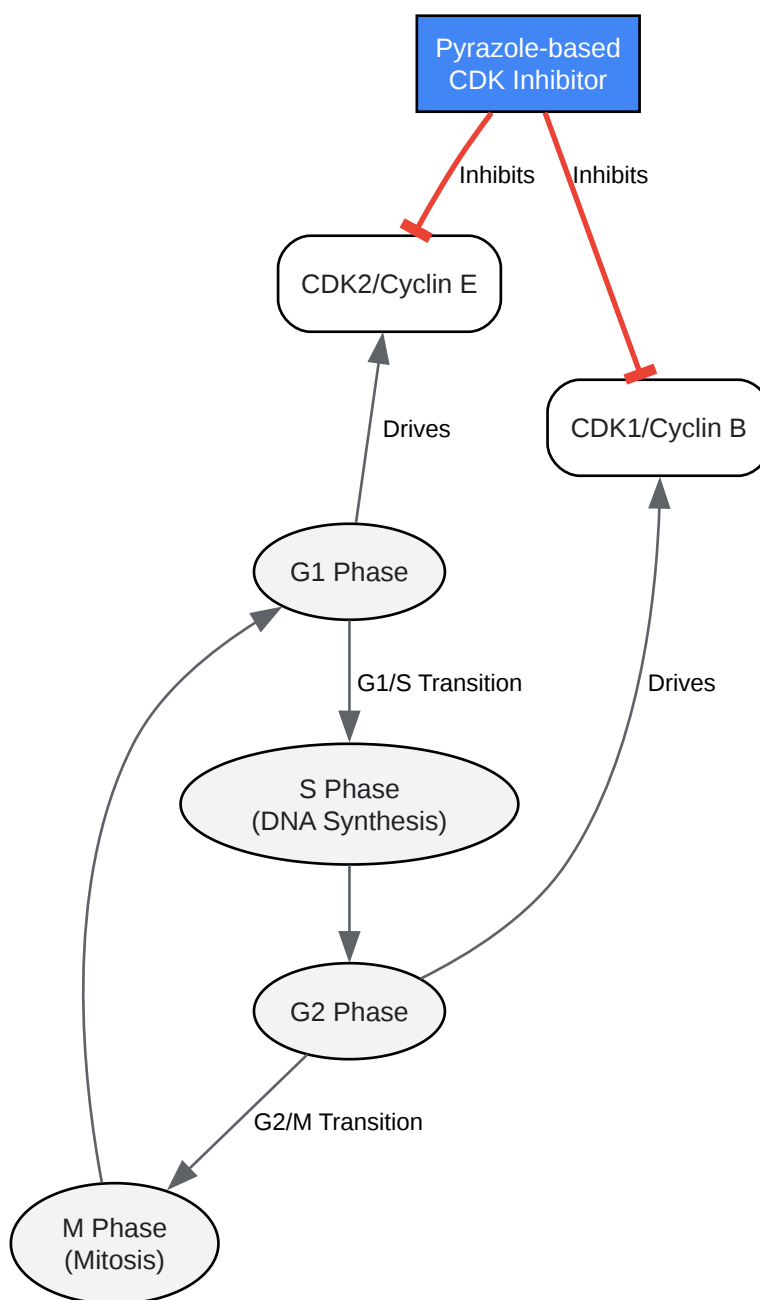 Pyrazole-based
CDK Inhibitor
Inhibits
Inhibits
CDK2/Cyclin E
CDK1/Cyclin B
Drives
G1 Phase
G1/S Transition
Drives
S Phase
(DNA Synthesis)
G2 Phase
G2/M Transition
M Phase
(Mitosis)